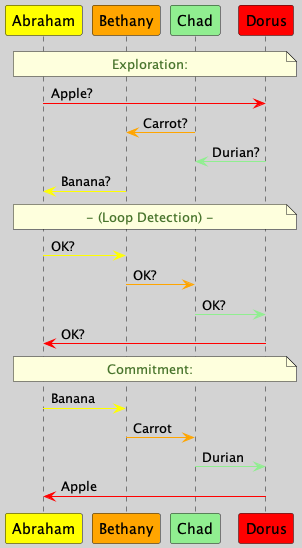 Abraham Bethany Chad Dorus
Exploration:
Apple?
Carrot?
Durian?
Banana?
- (Loop Detection) -
OK?
OK?
OK?
OK?
Commitment:
Banana
Carrot
Durian
Apple
Abraham Bethany Chad Dorus